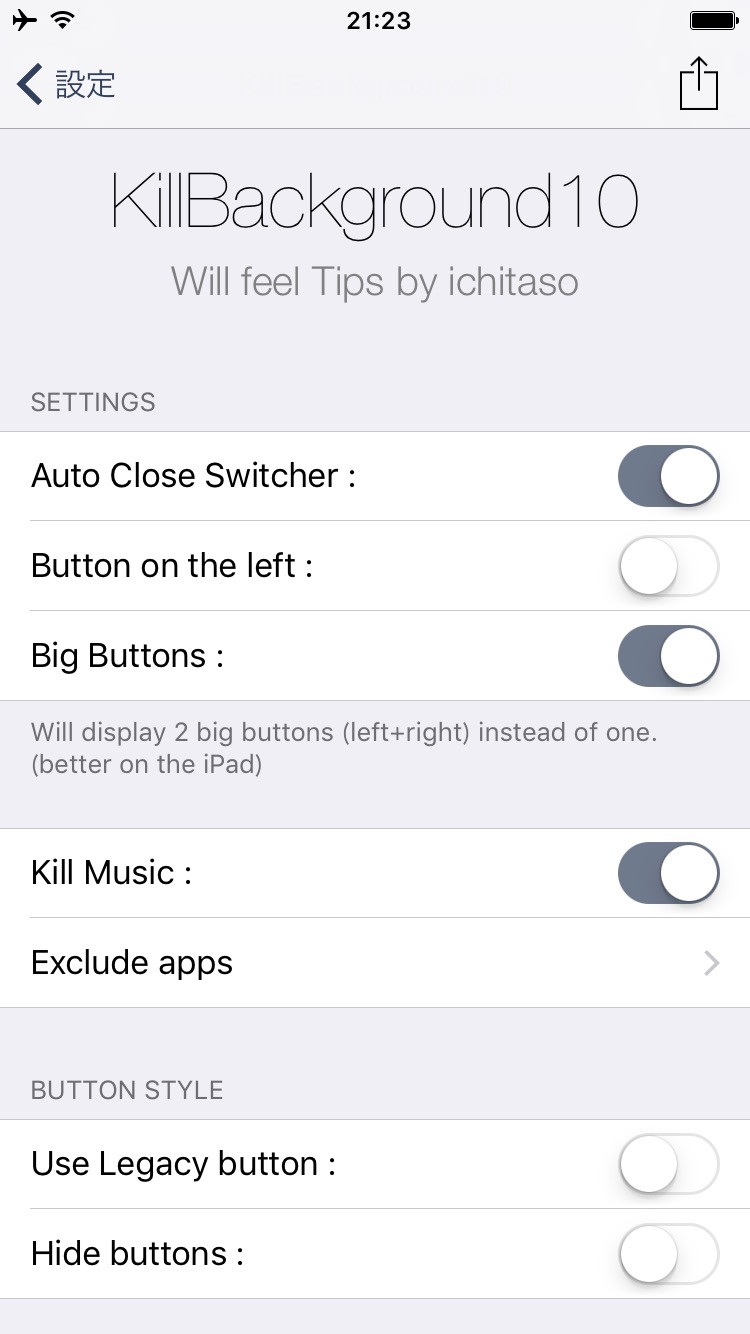 21:23
設定
KillBackground10
Will feel Tips by ichitaso
SETTINGS
Auto Close Switcher :
Button on the left :
Big Buttons :
Will display 2 big buttons (left+right) instead of one.
(better on the iPad)
Kill Music :
Exclude apps
BUTTON STYLE
Use Legacy button :
Hide buttons :